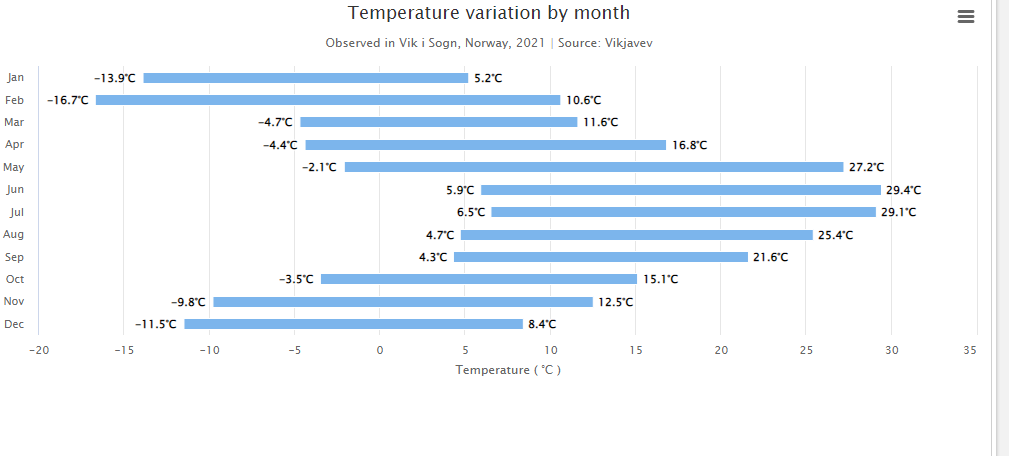 Temperature variation by month
Observed in Vik i Sogn, Norway, 2021 | Source: Vikjavev
Jan −13.9°C 5.2°C
Feb −16.7°C 10.6°C
Mar −4.7°C 11.6°C
Apr −4.4°C 16.8°C
May −2.1°C 27.2°C
Jun 5.9°C 29.4°C
Jul 6.5°C 29.1°C
Aug 4.7°C 25.4°C
Sep 4.3°C 21.6°C
Oct −3.5°C 15.1°C
Nov −9.8°C 12.5°C
Dec −11.5°C 8.4°C
−20 −15 −10 −5 0 5 10 15 20 25 30 35
Temperature ( °C )